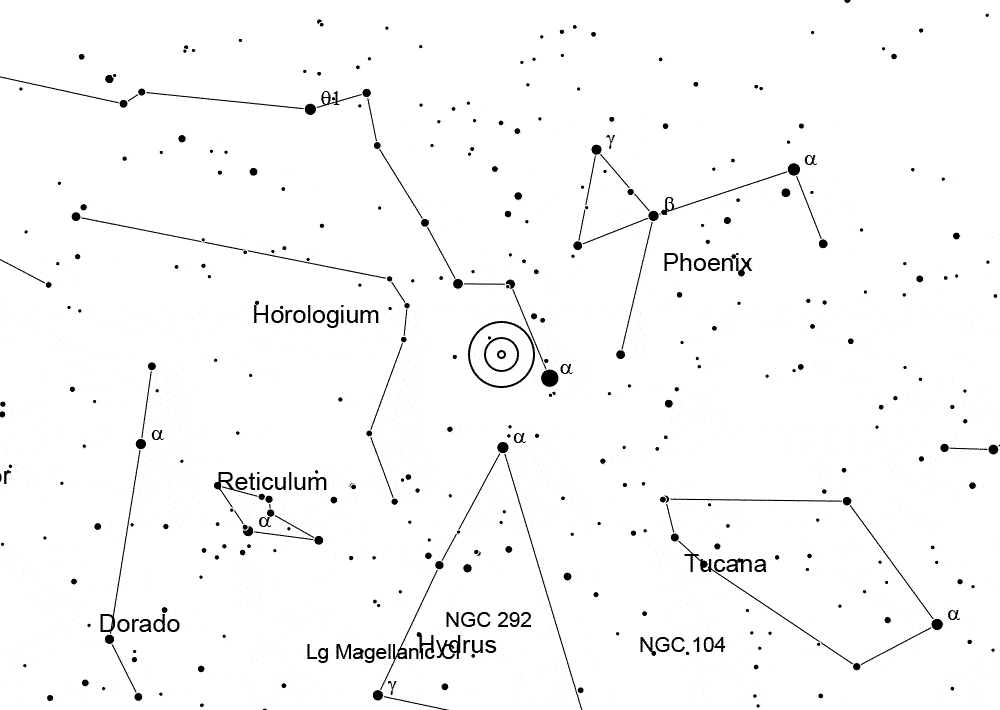 θ1
γ
α
β
Phoenix
Horologium
α
α
α
or
Reticulum
α
Tucana
Dorado
NGC 292
α
Lg Magellanic Cl
Hydrus
NGC 104
γ